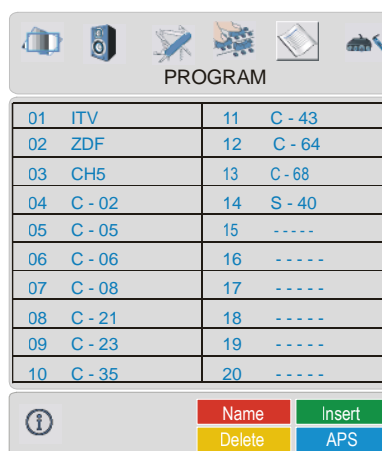 PROGRAM
01 ITV 11 C - 43
02 ZDF 12 C - 64
03 CH5 13 C - 68
04 C - 02 14 S - 40
05 C - 05 15 - - - - -
06 C - 06 16 - - - - -
07 C - 08 17 - - - - -
08 C - 21 18 - - - - -
09 C - 23 19 - - - - -
10 C - 35 20 - - - - -
Name Insert
Delete APS